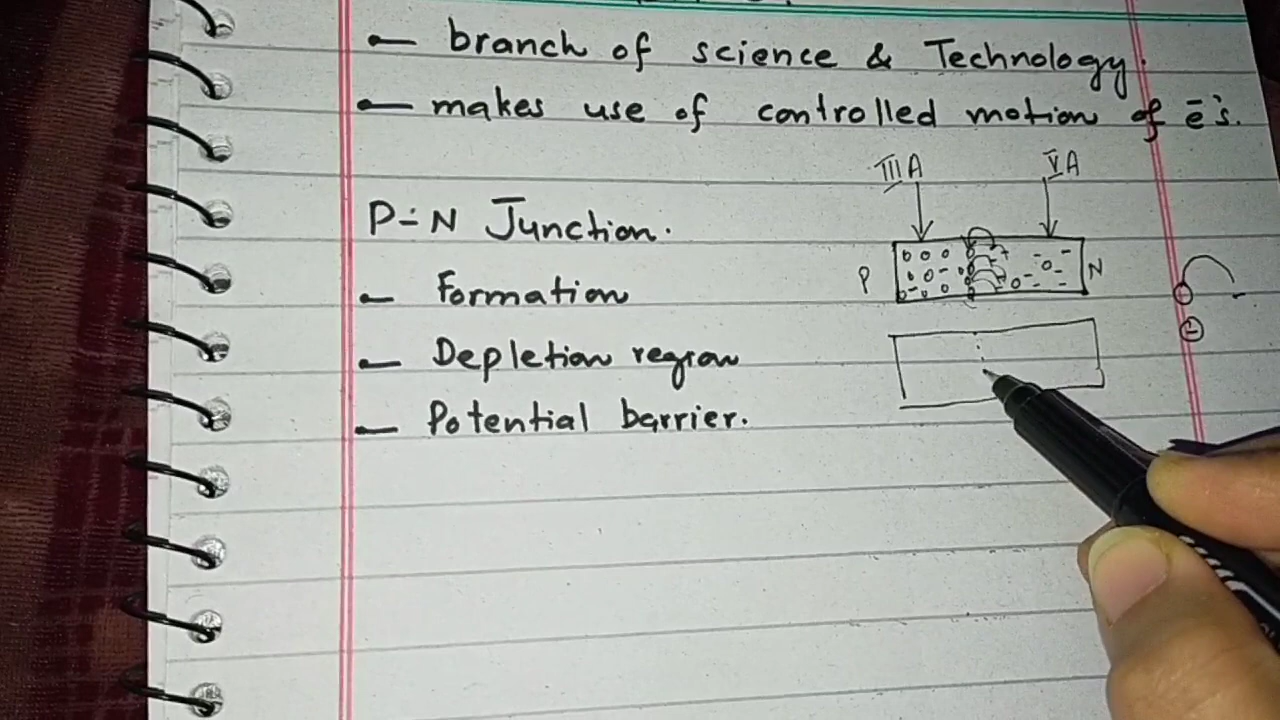 — branch of science & Technology.
— makes use of controlled motion of ē's.
IIIA VA
P-N Junction.
P N
— Formation
— Depletion region
— Potential barrier.